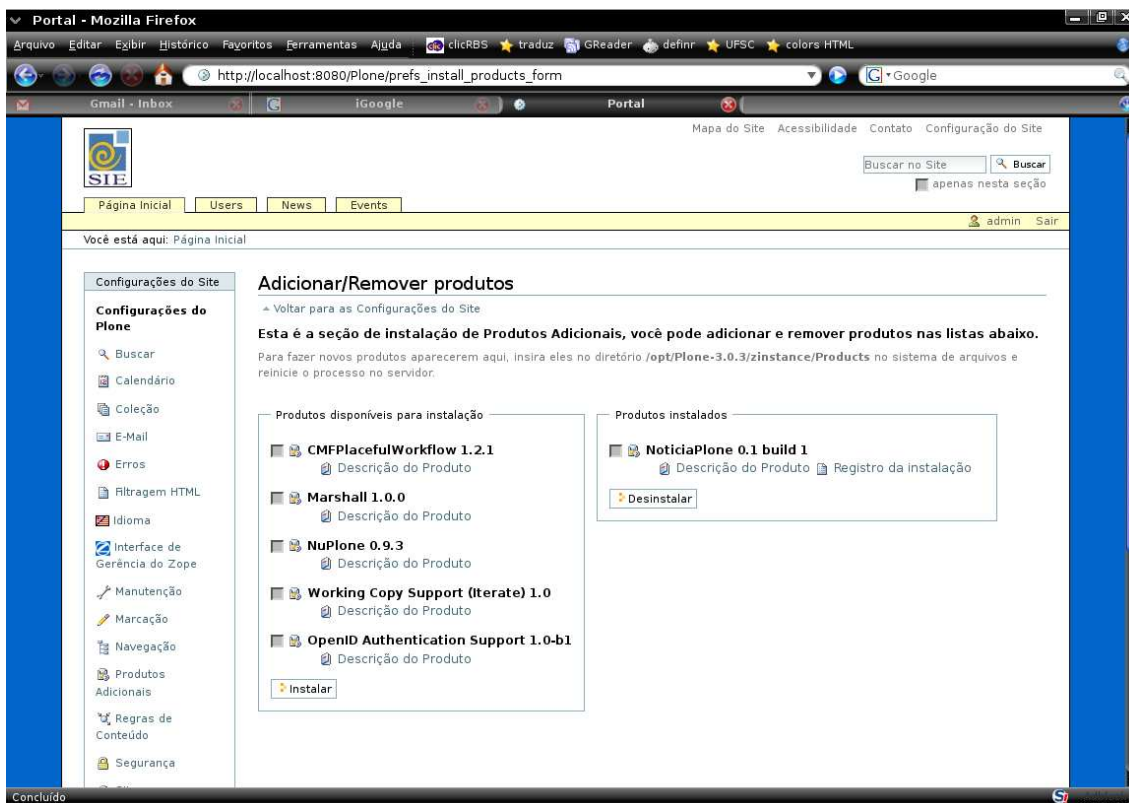 Portal - Mozilla Firefox
Arquivo Editar Exibir Histórico Favoritos Ferramentas Ajuda clicRBS traduz GReader definr UFSC colors HTML
http://localhost:8080/Plone/prefs_install_products_form
Google
Gmail - Inbox
iGoogle
Portal
Mapa do Site Acessibilidade Contato Configuração do Site
SIE
Buscar no Site
Buscar
apenas nesta seção
Página Inicial
Users
News
Events
admin Sair
Você está aqui: Página Inicial
Configurações do Site
Configurações do
Plone
Buscar
Calendário
Coleção
E-Mail
Erros
Filtragem HTML
Idioma
Interface de
Gerência do Zope
Manutenção
Marcação
Navegação
Produtos
Adicionais
Regras de
Conteúdo
Segurança
Adicionar/Remover produtos
Voltar para as Configurações do Site
Esta é a seção de instalação de Produtos Adicionais, você pode adicionar e remover produtos nas listas abaixo.
Para fazer novos produtos aparecerem aqui, insira eles no diretório /opt/Plone-3.0.3/zinstance/Products no sistema de arquivos e
reinicie o processo no servidor.
Produtos disponíveis para instalação
CMFPlacefulWorkflow 1.2.1
Descrição do Produto
Marshall 1.0.0
Descrição do Produto
NuPlone 0.9.3
Descrição do Produto
Working Copy Support (Iterate) 1.0
Descrição do Produto
OpenID Authentication Support 1.0-b1
Descrição do Produto
Instalar
Produtos instalados
NoticiaPlone 0.1 build 1
Descrição do Produto Registro da instalação
Desinstalar
Concluído